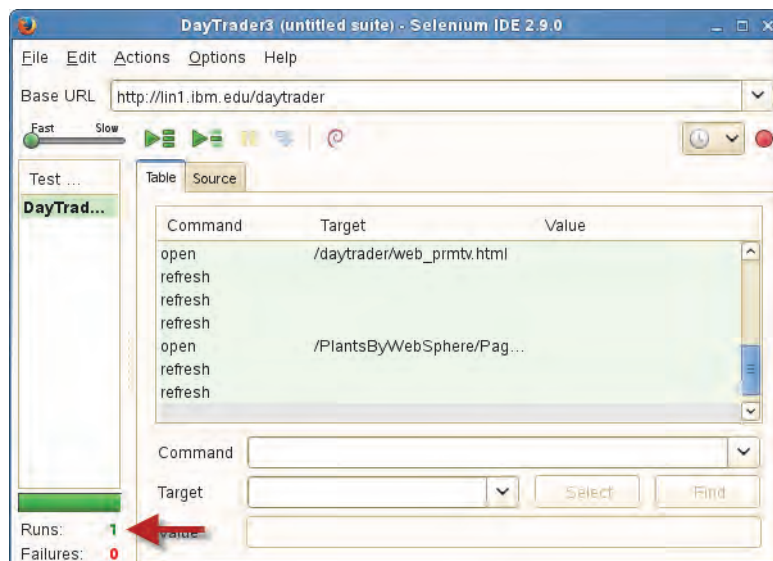 DayTrader3 (untitled suite) - Selenium IDE 2.9.0
File Edit Actions Options Help
Base URL http://lin1.ibm.edu/daytrader
Fast Slow
Test ...
Table Source
DayTrad...
Command Target Value
open /daytrader/web_prmtv.html
refresh
refresh
refresh
open /PlantsByWebSphere/Pag...
refresh
refresh
Command
Target Select Find
Value
Runs: 1
Failures: 0